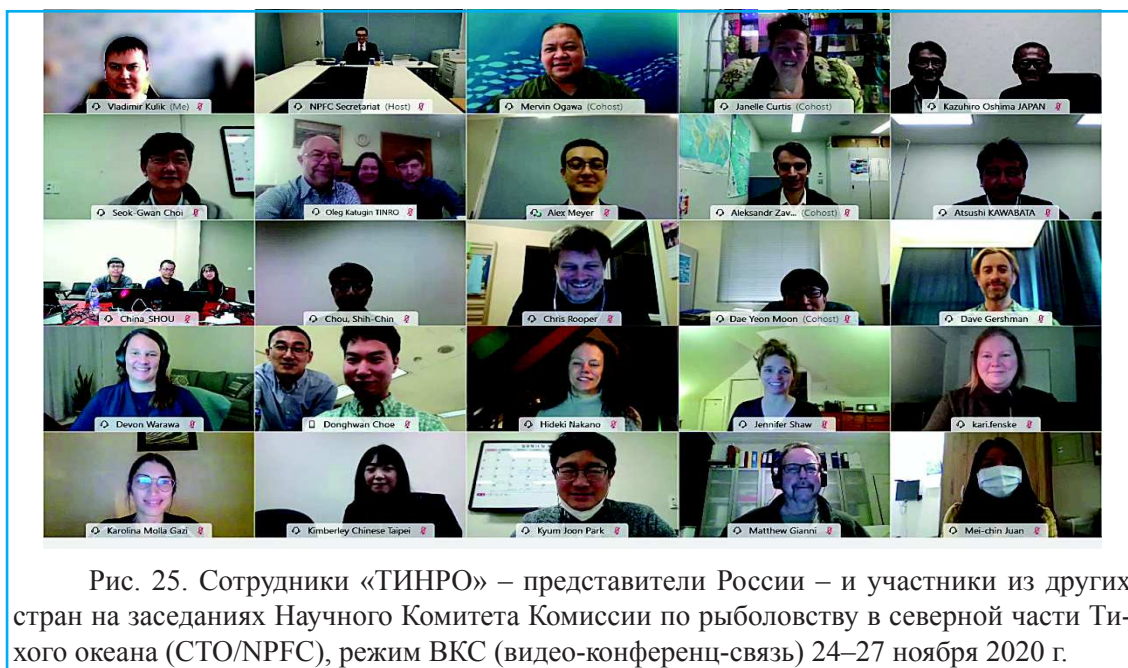 Vladimir Kulik (Me)
NPFC Secretariat (Host)
Mervin Ogawa (Cohost)
Janelle Curtis (Cohost)
Kazuhiro Oshima JAPAN
Seok-Gwan Choi
Oleg Katugin TINRO
Alex Meyer
Aleksandr Zav... (Cohost)
Atsushi KAWABATA
China_SHOU
Chou, Shih-Chin
Chris Rooper
Dae Yeon Moon (Cohost)
Dave Gershman
Devon Warawa
Donghwan Choe
Hideki Nakano
Jennifer Shaw
kari.fenske
Karolina Molla Gazi
Kimberley Chinese Taipei
Kyum Joon Park
Matthew Gianni
Mei-chin Juan
Рис. 25. Сотрудники «ТИНРО» – представители России – и участники из других
стран на заседаниях Научного Комитета Комиссии по рыболовству в северной части Ти-
хого океана (СТО/NPFC), режим ВКС (видео-конференц-связь) 24–27 ноября 2020 г.